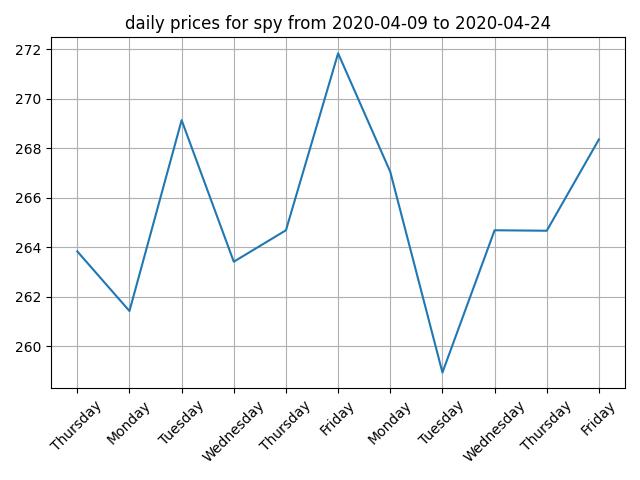 daily prices for spy from 2020-04-09 to 2020-04-24
272
270
268
266
264
262
260
Thursday
Monday
Tuesday
Wednesday
Thursday
Friday
Monday
Tuesday
Wednesday
Thursday
Friday